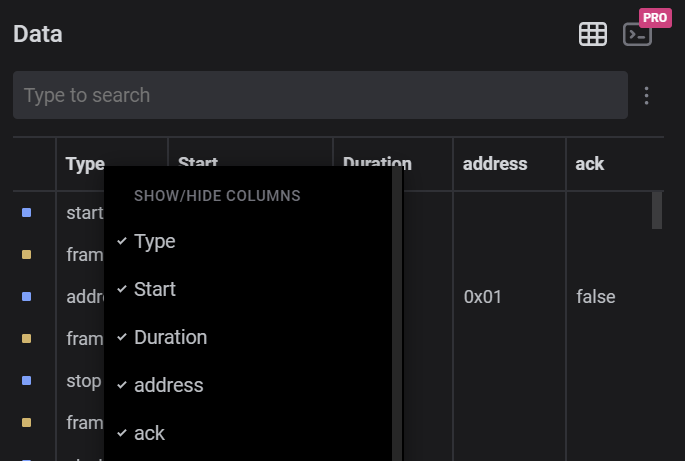 PRO
Data
Type to search
Type Start Duration address ack
start
SHOW/HIDE COLUMNS
Type
fram
Start
addr 0x01 false
fram
Duration
stop
address
fram
ack